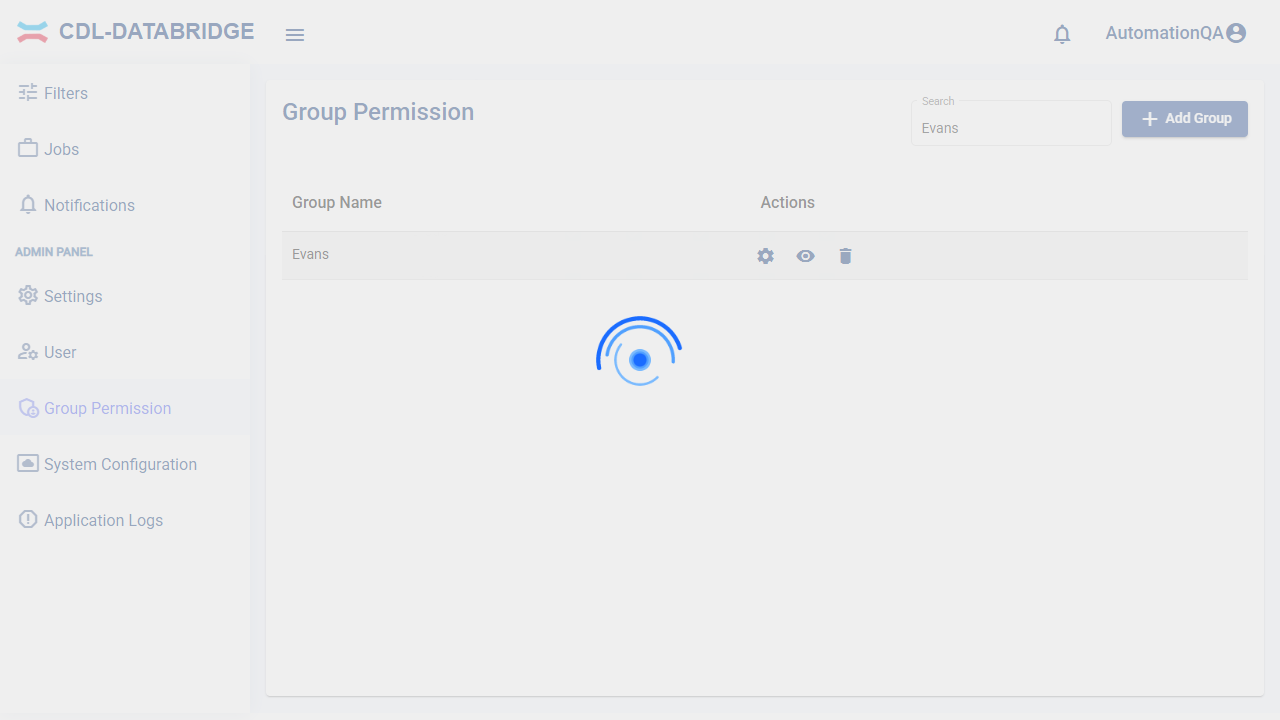 CDL-DATABRIDGE
AutomationQA
Filters
Jobs
Notifications
ADMIN PANEL
Settings
User
Group Permission
System Configuration
Application Logs
Group Permission
Search
Evans
Add Group
Group Name
Actions
Evans